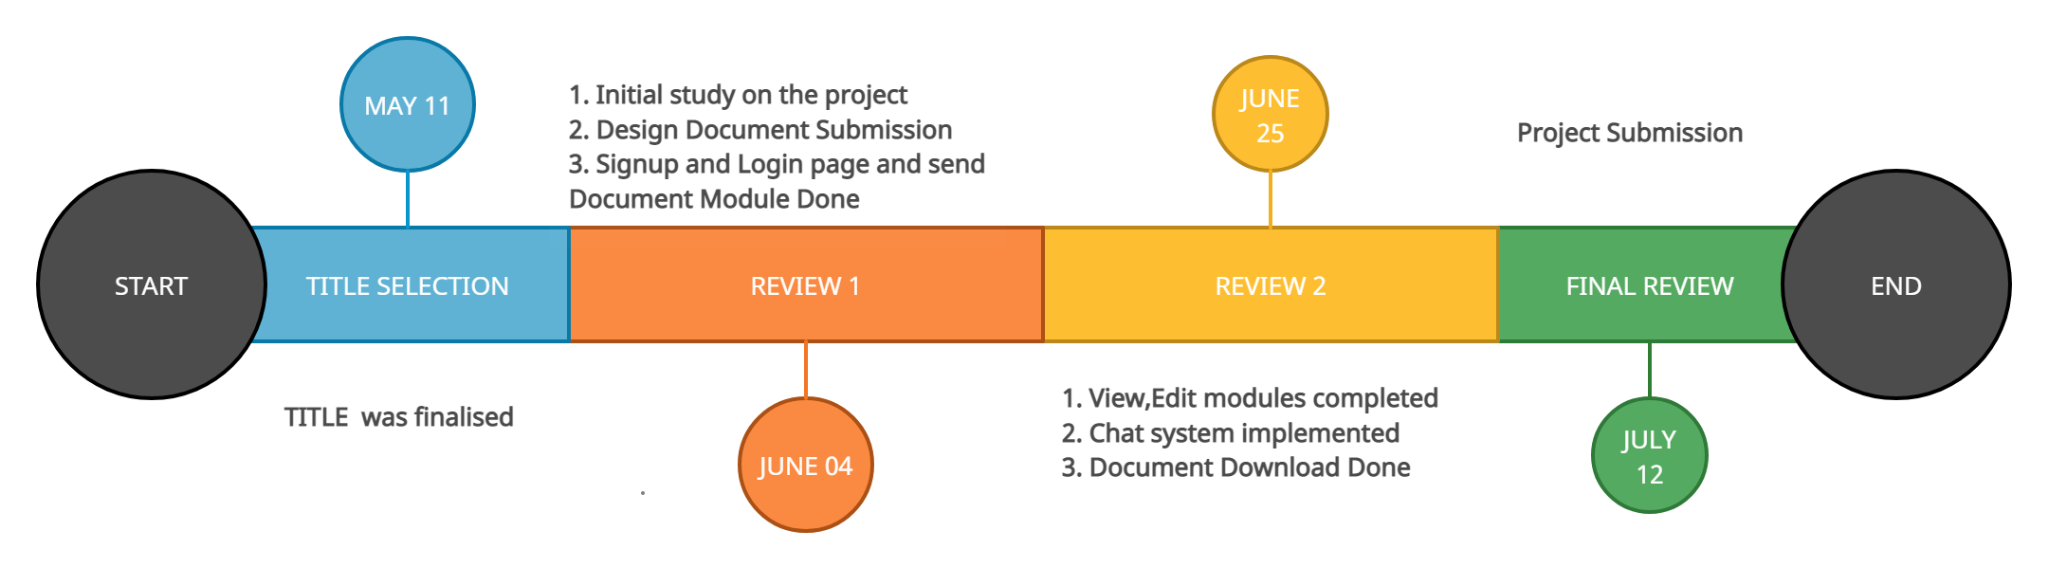 MAY 11
1. Initial study on the project
2. Design Document Submission
3. Signup and Login page and send
Document Module Done
JUNE
25
Project Submission
START
TITLE SELECTION
REVIEW 1
REVIEW 2
FINAL REVIEW
END
TITLE  was finalised
JUNE 04
1. View,Edit modules completed
2. Chat system implemented
3. Document Download Done
JULY
12
.